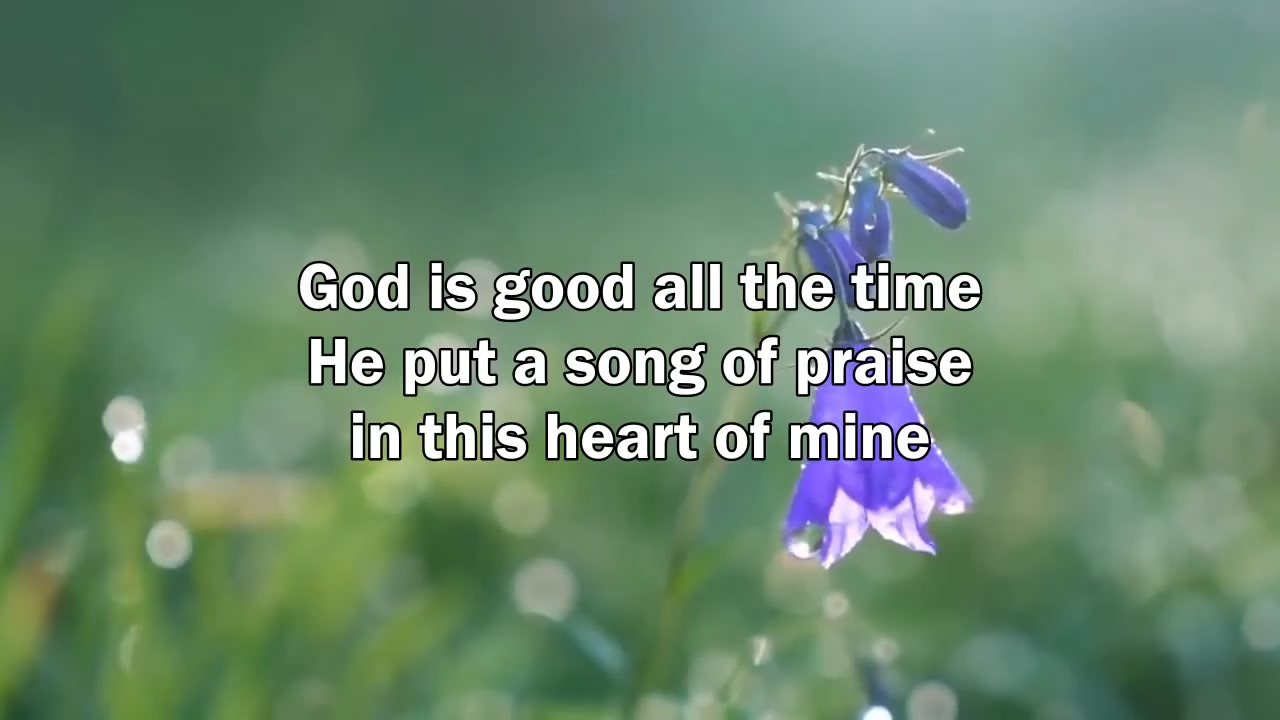 God is good all the time
He put a song of praise
in this heart of mine